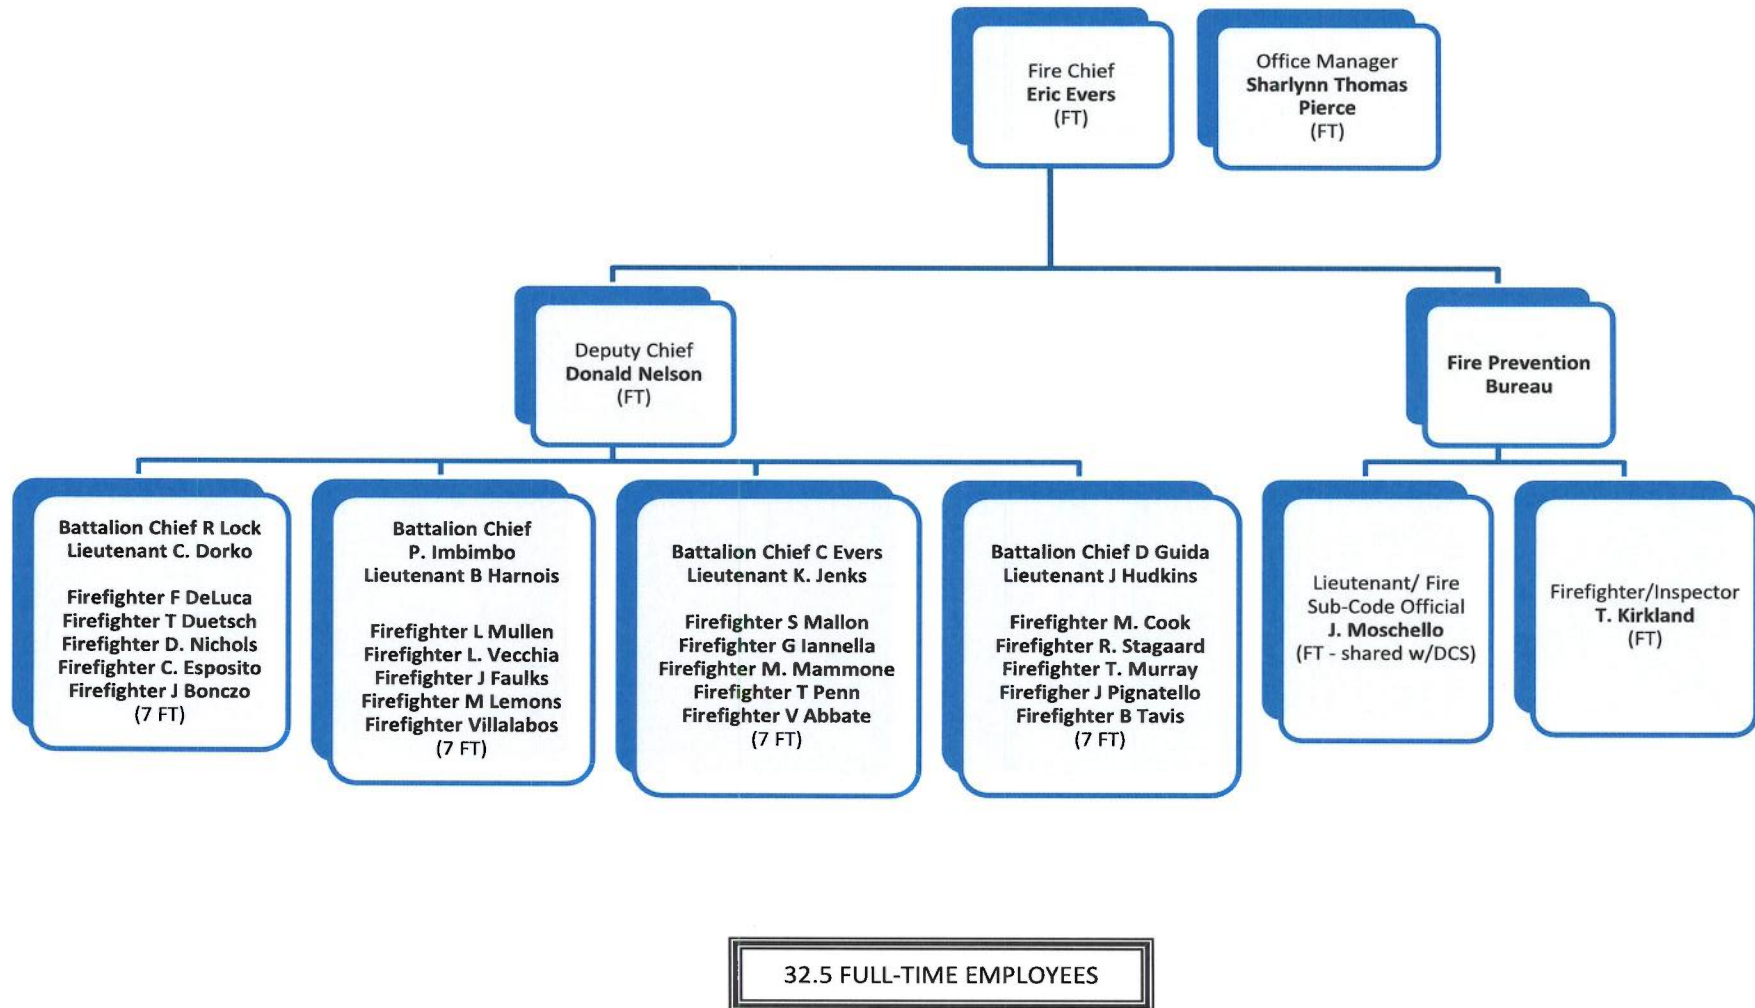 Fire Chief
Eric Evers
(FT)
Office Manager
Sharlynn Thomas
Pierce
(FT)
Deputy Chief
Donald Nelson
(FT)
Fire Prevention
Bureau
Battalion Chief R Lock
Lieutenant C. Dorko
Firefighter F DeLuca
Firefighter T Duetsch
Firefighter D. Nichols
Firefighter C. Esposito
Firefighter J Bonczo
(7 FT)
Battalion Chief
P. Imbimbo
Lieutenant B Harnois
Firefighter L Mullen
Firefighter L. Vecchia
Firefighter J Faulks
Firefighter M Lemons
Firefighter Villalabos
(7 FT)
Battalion Chief C Evers
Lieutenant K. Jenks
Firefighter S Mallon
Firefighter G Iannella
Firefighter M. Mammone
Firefighter T Penn
Firefighter V Abbate
(7 FT)
Battalion Chief D Guida
Lieutenant J Hudkins
Firefighter M. Cook
Firefighter R. Stagaard
Firefighter T. Murray
Firefigher J Pignatello
Firefighter B Tavis
(7 FT)
Lieutenant/ Fire
Sub-Code Official
J. Moschello
(FT - shared w/DCS)
Firefighter/Inspector
T. Kirkland
(FT)
32.5 FULL-TIME EMPLOYEES